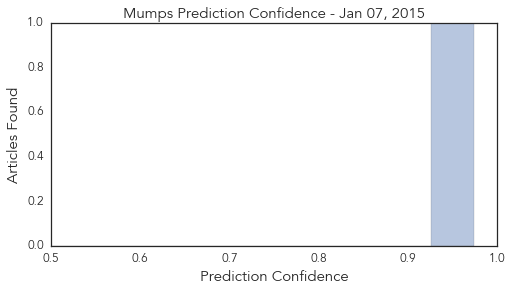 Mumps Prediction Confidence - Jan 07, 2015
Articles Found
1.0
0.8
0.6
0.4
0.2
0.0
0.5 0.6 0.7 0.8 0.9 1.0
Prediction Confidence